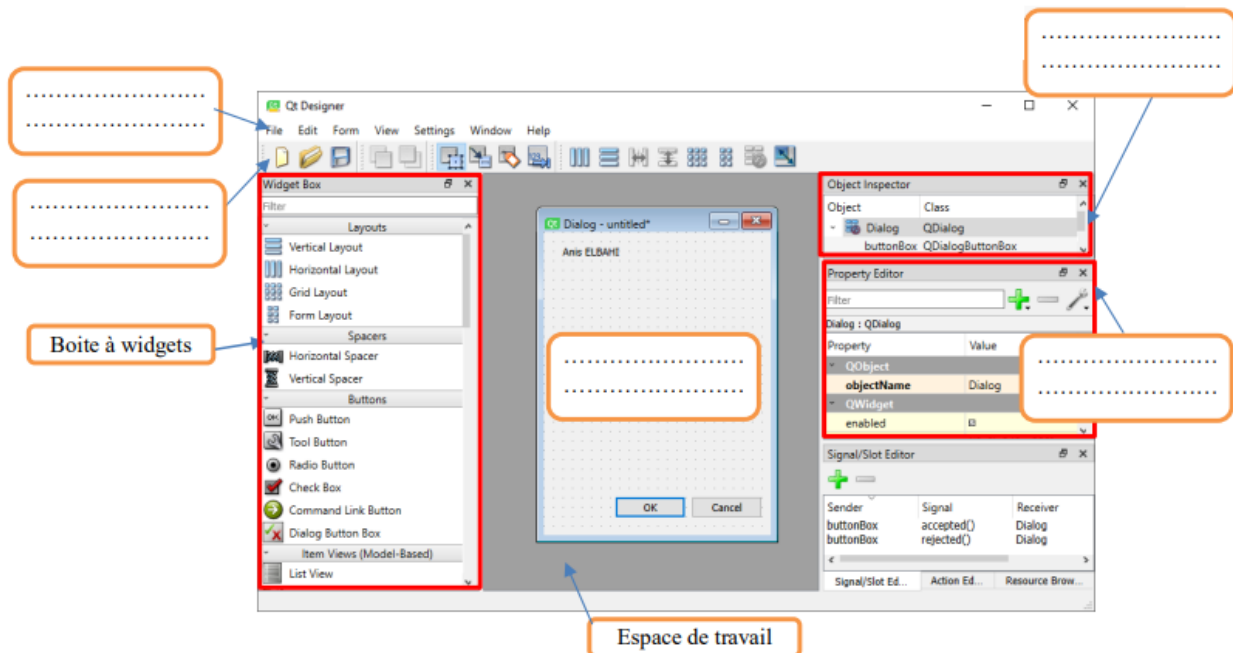 Qt Designer
File Edit Form View Settings Window Help
Widget Box
Filter
Layouts
Vertical Layout
Horizontal Layout
Grid Layout
Form Layout
Spacers
Horizontal Spacer
Vertical Spacer
Buttons
OK Push Button
Tool Button
Radio Button
Check Box
Command Link Button
Dialog Button Box
Item Views (Model-Based)
List View
Boite à widgets
Dialog - untitled*
Anis ELBAHI
OK Cancel
Espace de travail
Object Inspector
Object Class
Dialog QDialog
buttonBox QDialogButtonBox
Property Editor
Filter
Dialog : QDialog
Property Value
QObject
objectName Dialog
QWidget
enabled
Signal/Slot Editor
Sender Signal Receiver
buttonBox accepted() Dialog
buttonBox rejected() Dialog
Signal/Slot Ed... Action Ed... Resource Brow...